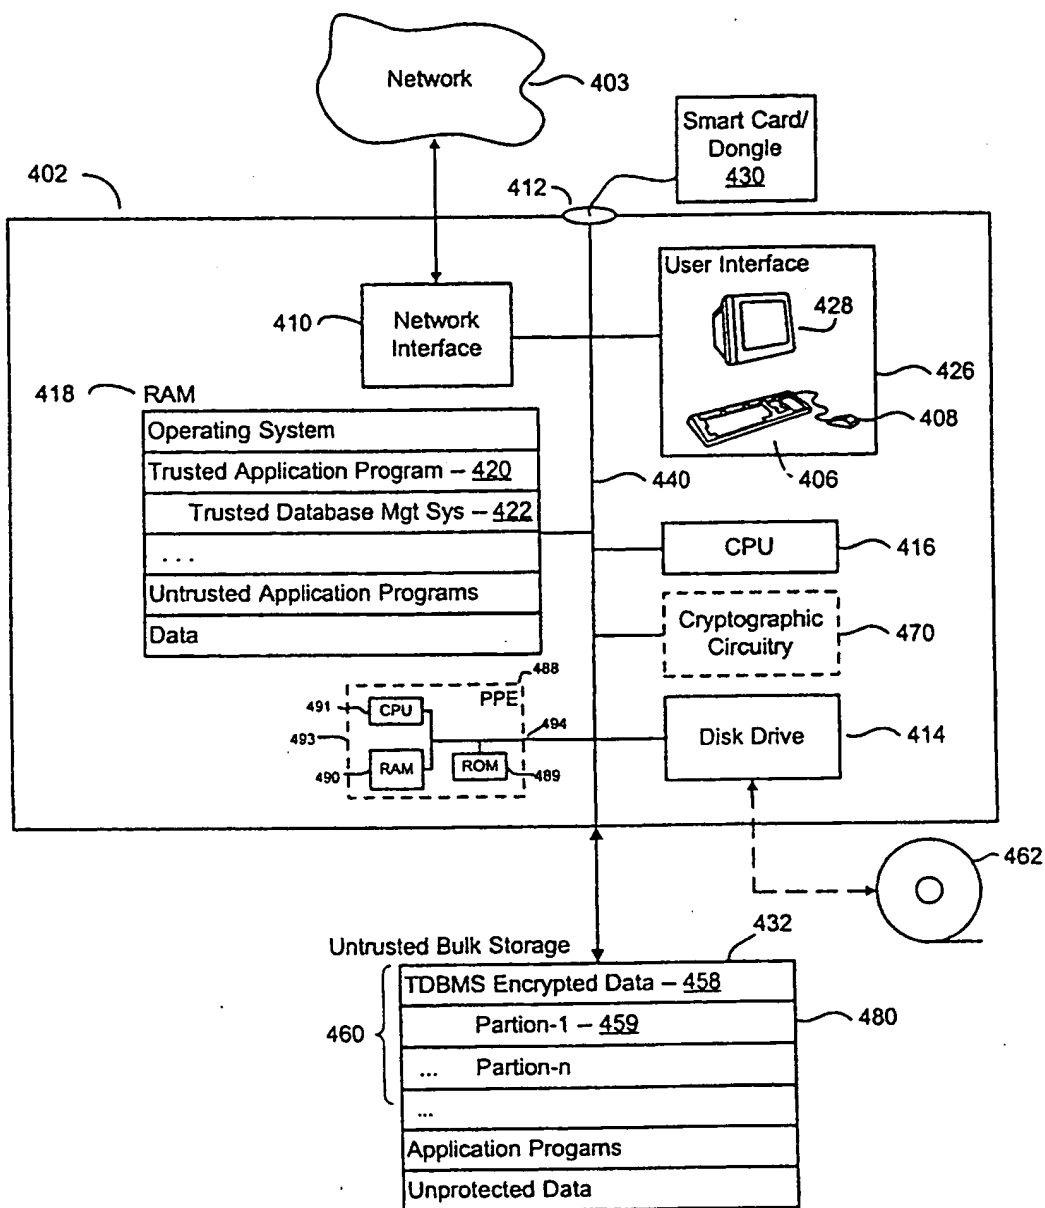 Network
403
Smart Card/
Dongle
430
402
412
User Interface
428
410
Network
Interface
426
418
RAM
408
Operating System
Trusted Application Program – 420
406
440
Trusted Database Mgt Sys – 422
. . .
CPU
416
Untrusted Application Programs
Data
Cryptographic
Circuitry
470
488
PPE
491
CPU
494
493
Disk Drive
414
490
RAM
ROM
489
462
432
Untrusted Bulk Storage
TDBMS Encrypted Data – 458
460
Partion-1 – 459
480
... Partion-n
...
Application Progams
Unprotected Data